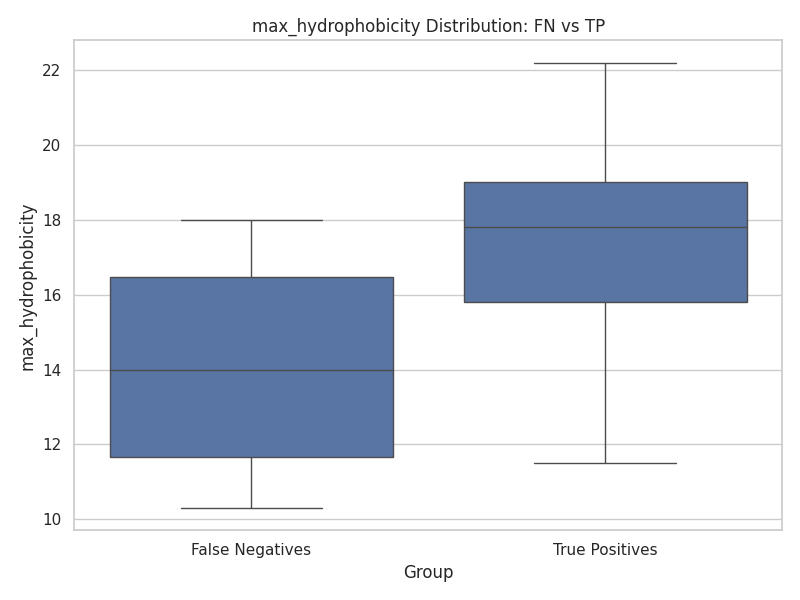 max_hydrophobicity Distribution: FN vs TP
max_hydrophobicity
22
20
18
16
14
12
10
False Negatives
True Positives
Group